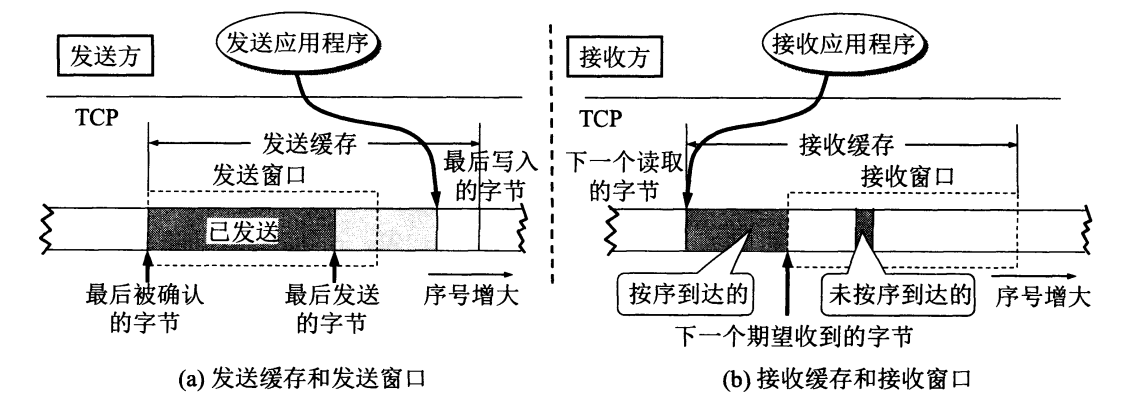 发送方
发送应用程序
TCP
发送缓存
发送窗口
最后写入
的字节
已发送
最后被确认
的字节
最后发送
的字节
序号增大
(a) 发送缓存和发送窗口
接收方
接收应用程序
TCP
接收缓存
下一个读取
的字节
接收窗口
按序到达的
未按序到达的
序号增大
下一个期望收到的字节
(b) 接收缓存和接收窗口